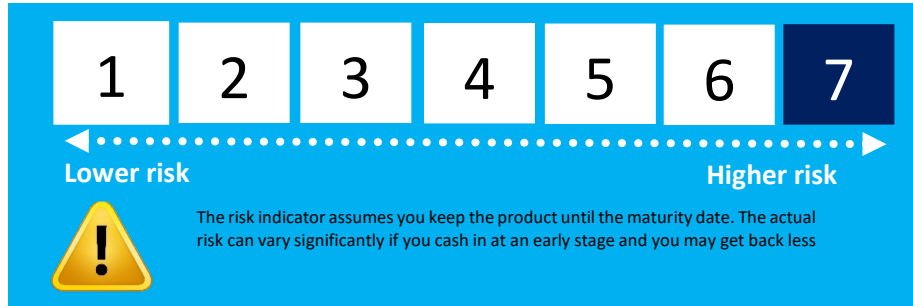 1 2 3 4 5 6 7
Lower risk Higher risk
The risk indicator assumes you keep the product until the maturity date. The actual
risk can vary significantly if you cash in at an early stage and you may get back less